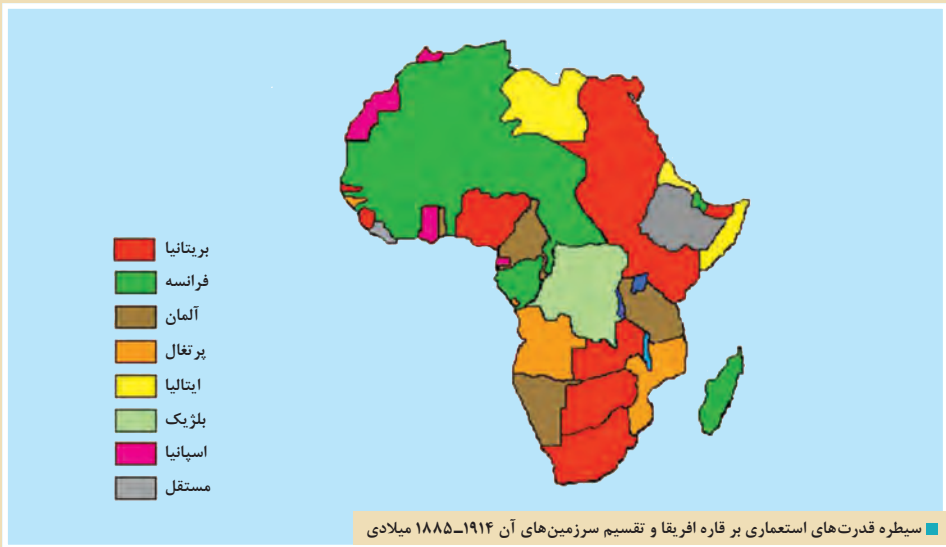 بریتانیا
فرانسه
آلمان
پرتغال
ایتالیا
بلژیک
اسپانیا
مستقل
سیطره قدرت‌های استعماری بر قاره افریقا و تقسیم سرزمین‌های آن ۱۹۱۴ــ۱۸۸۵ میلادی